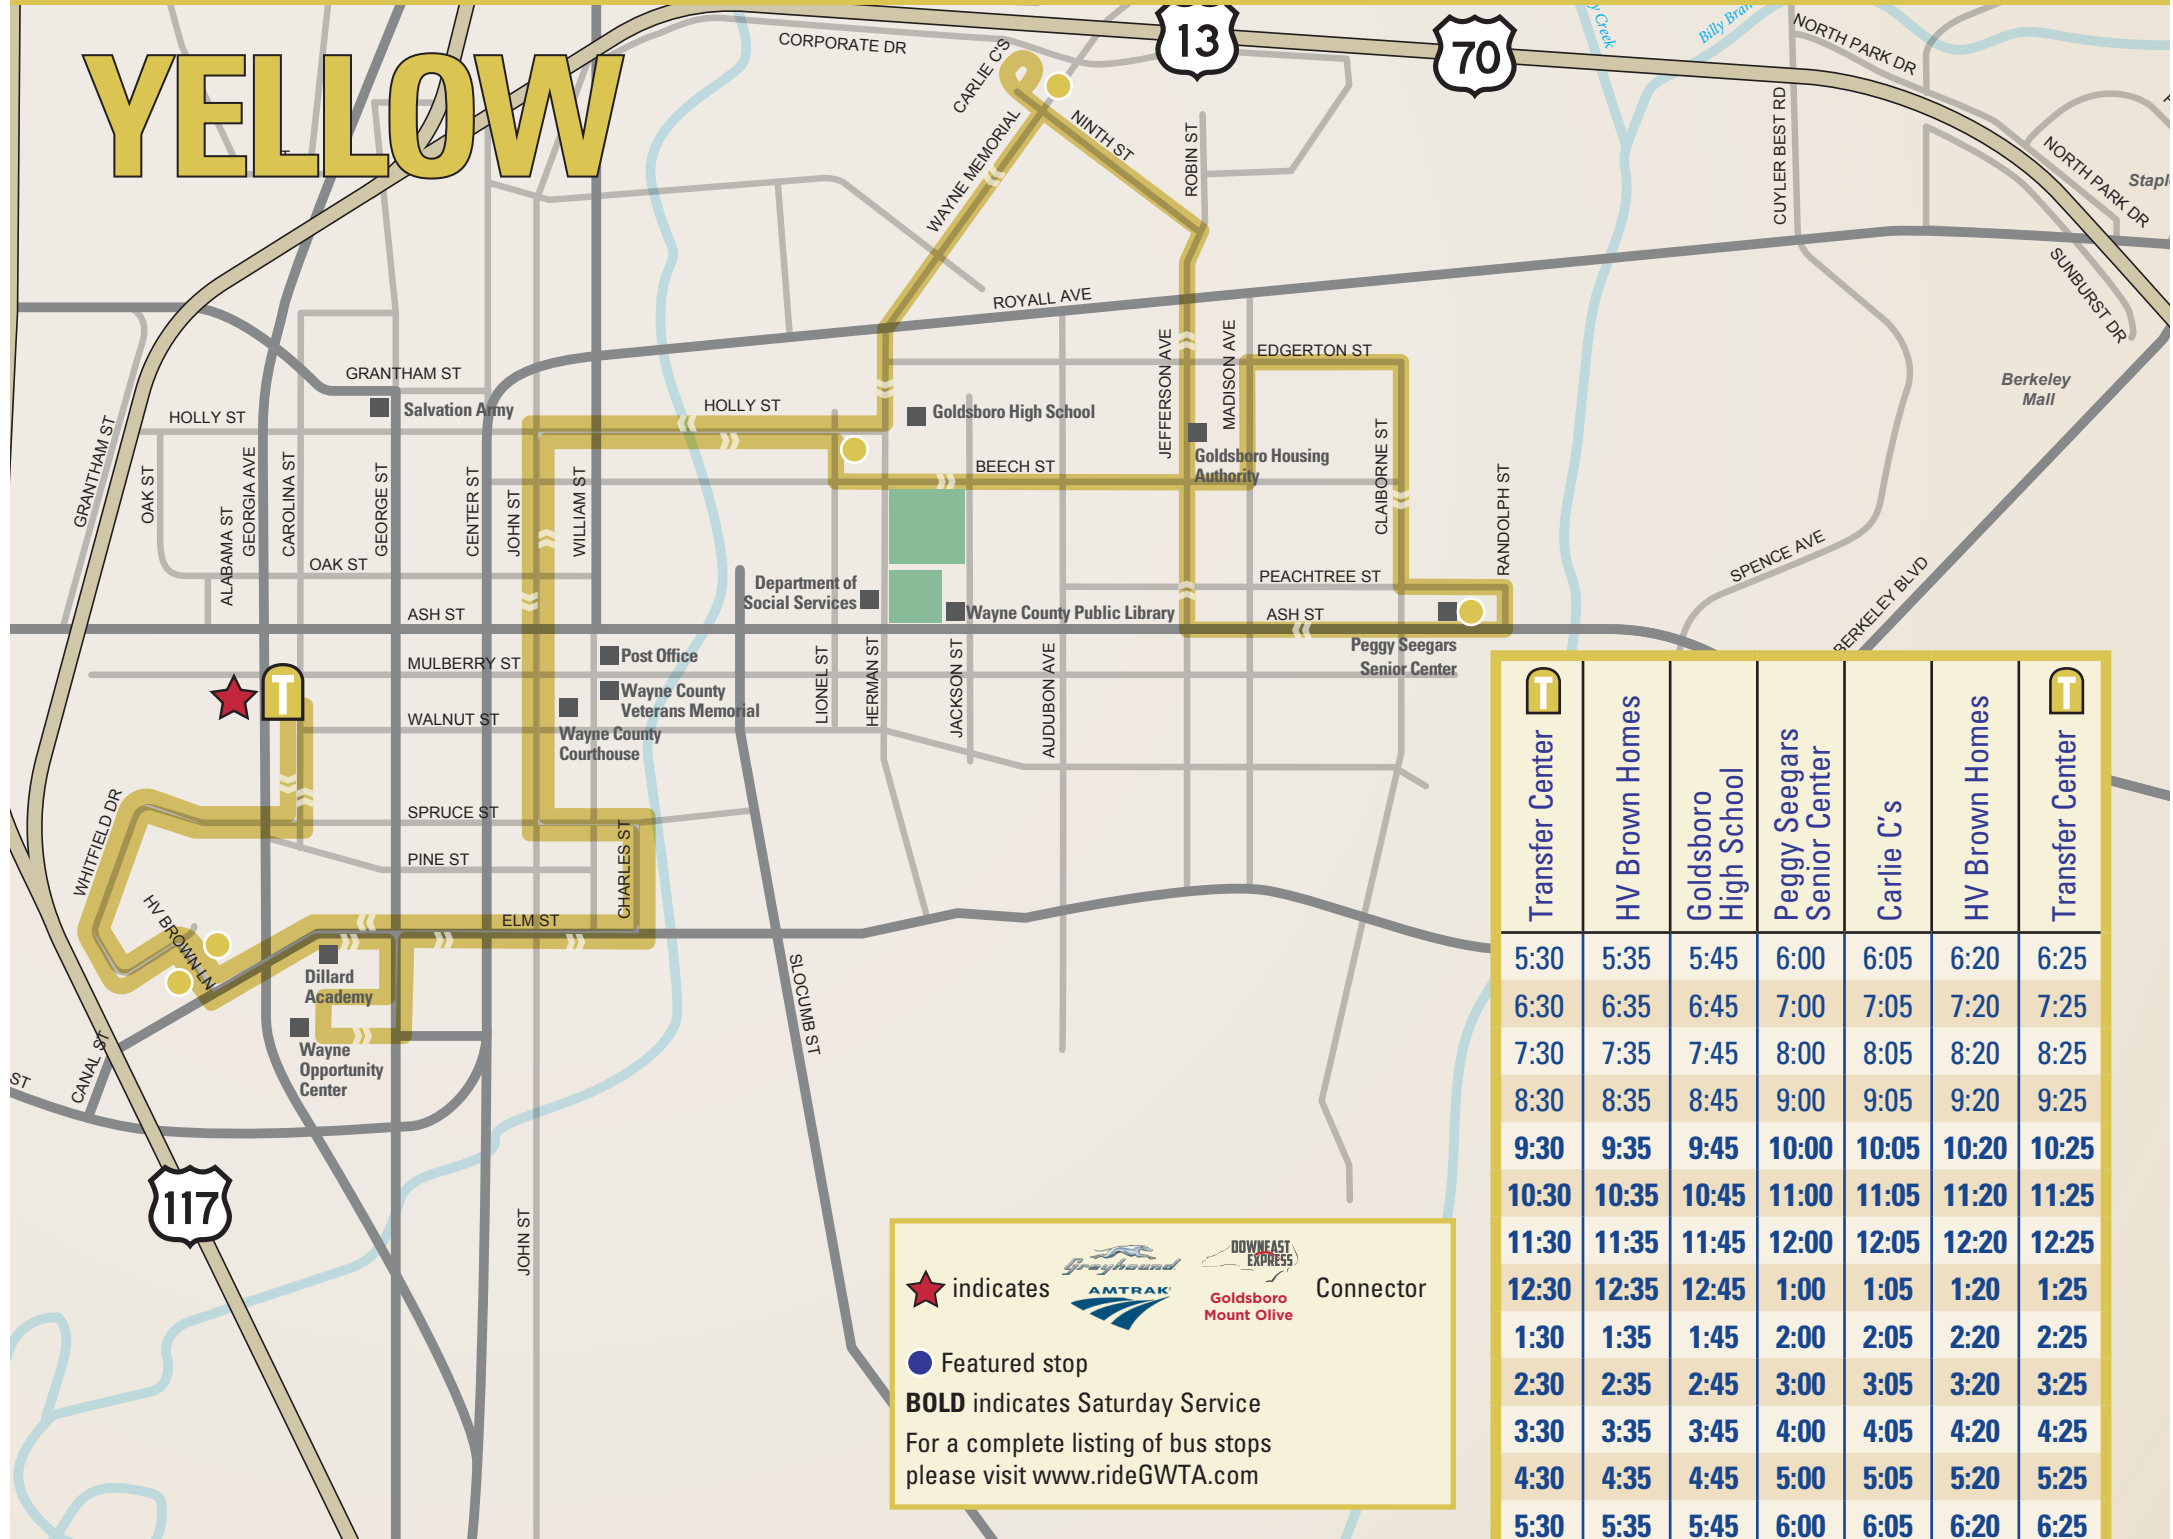 YELLOW
CORPORATE DR
CARLIE C'S
13
70
Creek
NORTH PARK DR
CUYLER BEST RD
NORTH PARK DR
SUNBURST DR
WAYNE MEMORIAL
NINTH ST
ROBIN ST
ROYALL AVE
GRANTHAM ST
HOLLY ST
Salvation Army
HOLLY ST
Goldsboro High School
JEFFERSON AVE
MADISON AVE
EDGERTON ST
Berkeley
Mall
GRANTHAM ST
OAK ST
ALABAMA ST
GEORGIA AVE
CAROLINA ST
GEORGE ST
CENTER ST
JOHN ST
WILLIAM ST
BEECH ST
Goldsboro Housing
Authority
CLAIBORNE ST
RANDOLPH ST
OAK ST
Department of
Social Services
Wayne County Public Library
PEACHTREE ST
SPENCE AVE
BERKELEY BLVD
ASH ST
ASH ST
Peggy Seegars
Senior Center
MULBERRY ST
Post Office
Wayne County
Veterans Memorial
T
WALNUT ST
Wayne County
Courthouse
LIONEL ST
HERMAN ST
JACKSON ST
AUDUBON AVE
WHITFIELD DR
SPRUCE ST
CHARLES ST
PINE ST
HV BROWN LN
ELM ST
Dillard
Academy
Wayne
Opportunity
Center
SLOCUMB ST
CANAL ST
ST
117
JOHN ST
indicates
Greyhound
AMTRAK
DOWNEAST
EXPRESS
Goldsboro
Mount Olive
Connector
Featured stop
BOLD indicates Saturday Service
For a complete listing of bus stops
please visit www.rideGWTA.com
T Transfer Center
HV Brown Homes
Goldsboro
High School
Peggy Seegars
Senior Center
Carlie C's
HV Brown Homes
T Transfer Center
5:30 5:35 5:45 6:00 6:05 6:20 6:25
6:30 6:35 6:45 7:00 7:05 7:20 7:25
7:30 7:35 7:45 8:00 8:05 8:20 8:25
8:30 8:35 8:45 9:00 9:05 9:20 9:25
9:30 9:35 9:45 10:00 10:05 10:20 10:25
10:30 10:35 10:45 11:00 11:05 11:20 11:25
11:30 11:35 11:45 12:00 12:05 12:20 12:25
12:30 12:35 12:45 1:00 1:05 1:20 1:25
1:30 1:35 1:45 2:00 2:05 2:20 2:25
2:30 2:35 2:45 3:00 3:05 3:20 3:25
3:30 3:35 3:45 4:00 4:05 4:20 4:25
4:30 4:35 4:45 5:00 5:05 5:20 5:25
5:30 5:35 5:45 6:00 6:05 6:20 6:25